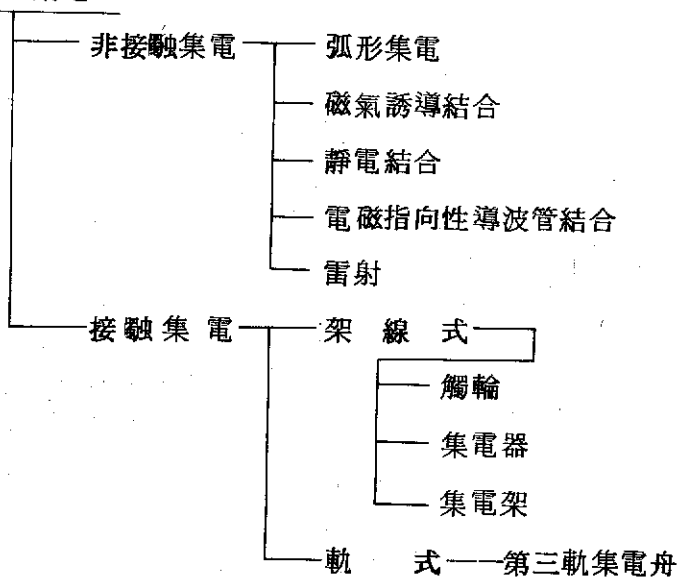 非接触集電 弧形集電
磁氣誘導結合
靜電結合
電磁指向性導波管結合
雷射
接触集電 架線式
觸輪
集電器
集電架
軌式 第三軌集電舟